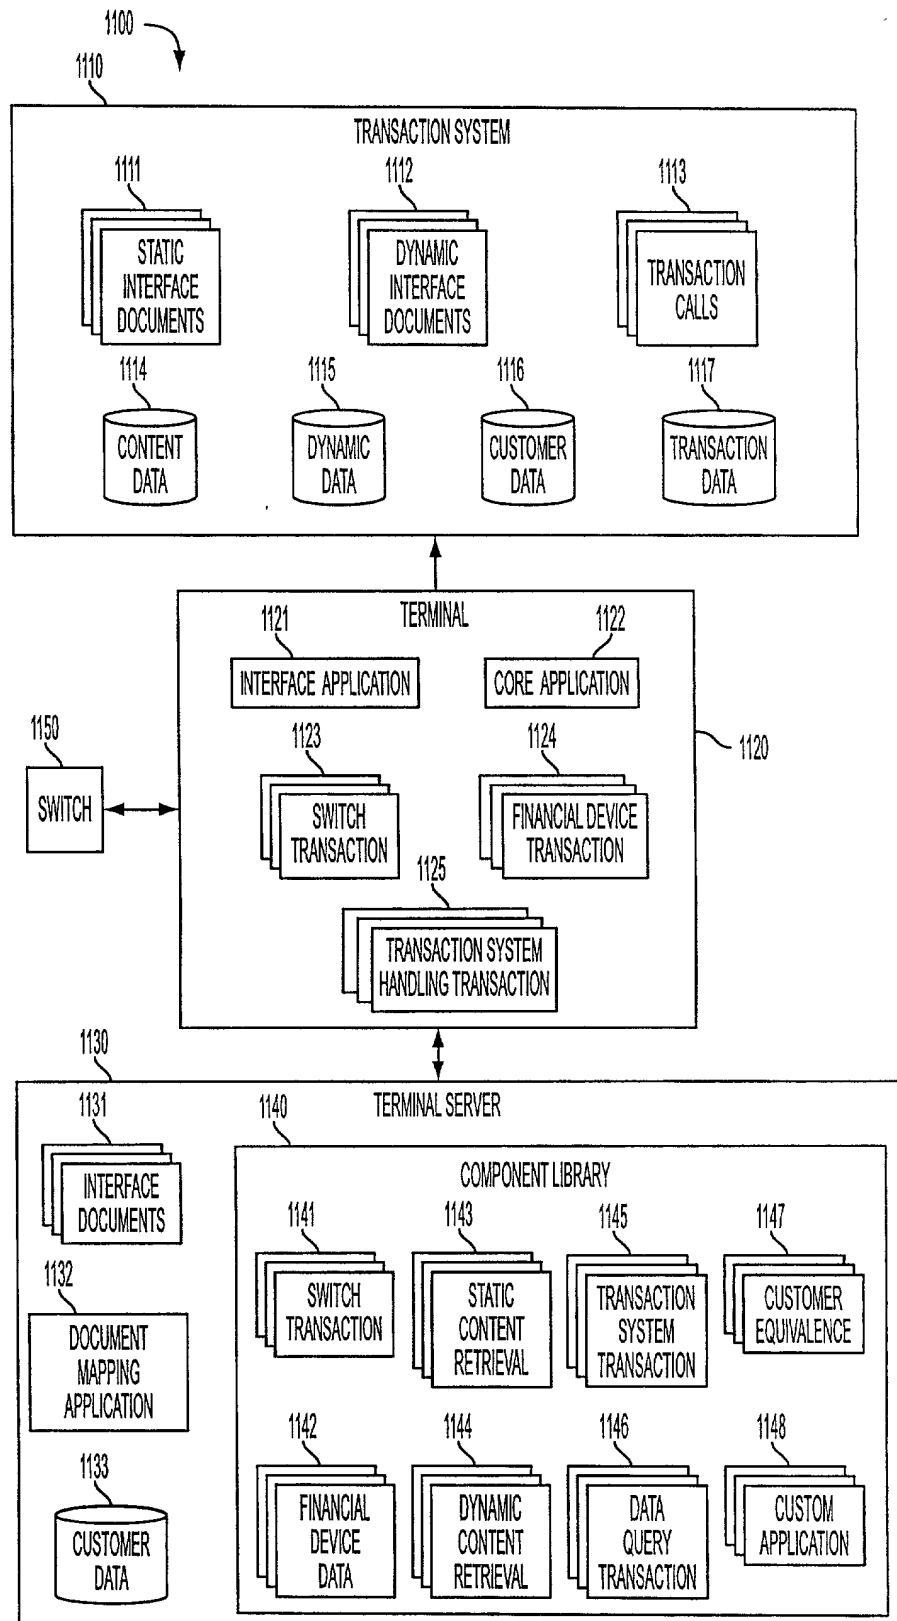 1100
1110
TRANSACTION SYSTEM
1111
1112
1113
STATIC
INTERFACE
DOCUMENTS
DYNAMIC
INTERFACE
DOCUMENTS
TRANSACTION
CALLS
1114
1115
1116
1117
CONTENT
DATA
DYNAMIC
DATA
CUSTOMER
DATA
TRANSACTION
DATA
TERMINAL
1121
1122
INTERFACE APPLICATION
CORE APPLICATION
1150
1123
1124
1120
SWITCH
SWITCH
TRANSACTION
FINANCIAL DEVICE
TRANSACTION
1125
TRANSACTION SYSTEM
HANDLING TRANSACTION
1130
TERMINAL SERVER
1131
INTERFACE
DOCUMENTS
1132
DOCUMENT
MAPPING
APPLICATION
1133
CUSTOMER
DATA
1140
COMPONENT LIBRARY
1141
1143
1145
1147
SWITCH
TRANSACTION
STATIC
CONTENT
RETRIEVAL
TRANSACTION
SYSTEM
TRANSACTION
CUSTOMER
EQUIVALENCE
1142
1144
1146
1148
FINANCIAL
DEVICE
DATA
DYNAMIC
CONTENT
RETRIEVAL
DATA
QUERY
TRANSACTION
CUSTOM
APPLICATION